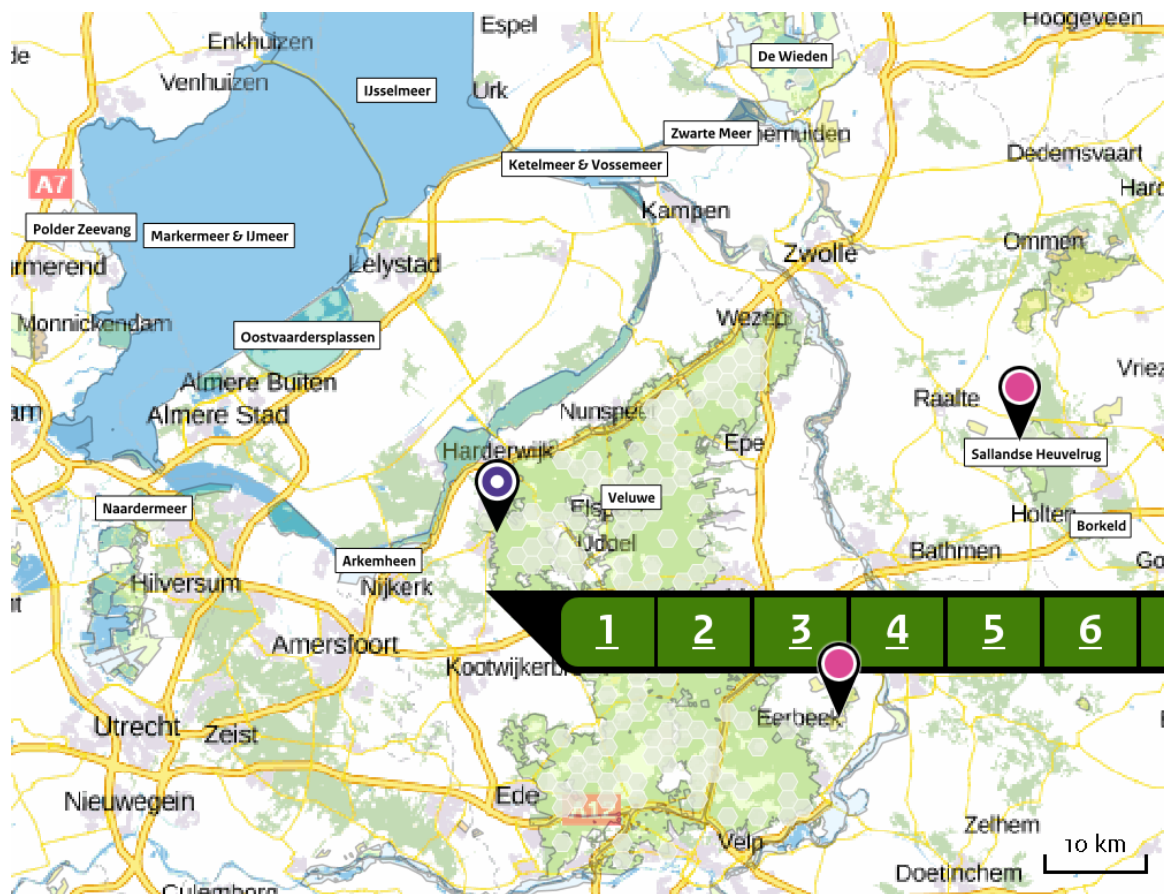 Hoogeveen
Espel
Enkhuizen
De Wieden
Venhuizen
IJsselmeer
Urk
Zwarte Meer
Ketelmeer & Vossemeer
Dedemsvaart
A7
Kampen
Polder Zeevang
Markermeer & IJmeer
Ommen
Zwolle
Lelystad
Monnickendam
Wezep
Oostvaardersplassen
Almere Buiten
Raalte
Almere Stad
Nunspeet
Epe
Harderwijk
Sallandse Heuvelrug
Veluwe
Naardermeer
Holten
Borkeld
Uddel
Bathmen
Arkemheen
Hilversum
Nijkerk
1 2 3 4 5 6
Amersfoort
Eerbeek
Utrecht
Zeist
Ede
Nieuwegein
A12
Zelhem
Velp
10 km
Doetinchem
Culemborg